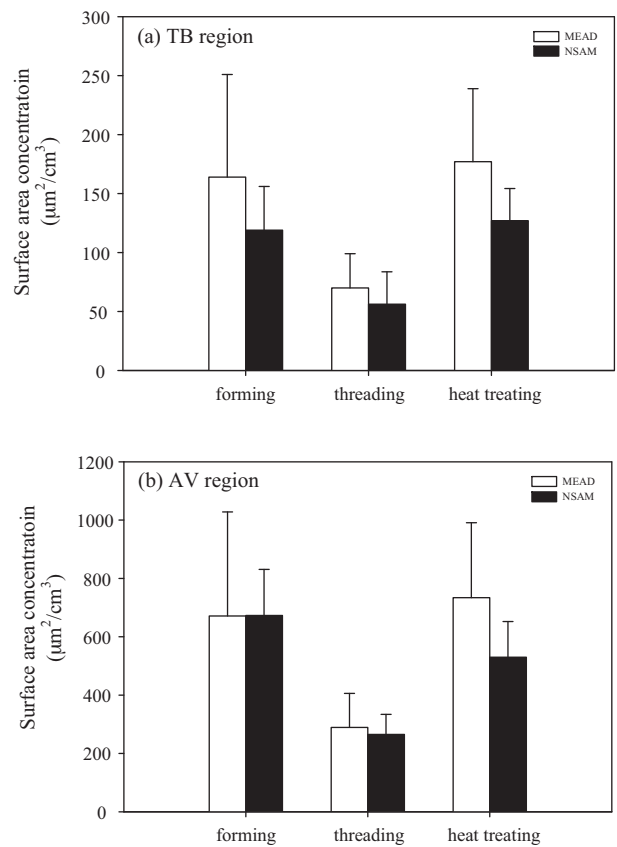 (a) TB region
MEAD
NSAM
Surface area concentratoin
(μm²/cm³)
300
250
200
150
100
50
0
forming
threading
heat treating
(b) AV region
MEAD
NSAM
Surface area concentratoin
(μm²/cm³)
1200
1000
800
600
400
200
0
forming
threading
heat treating